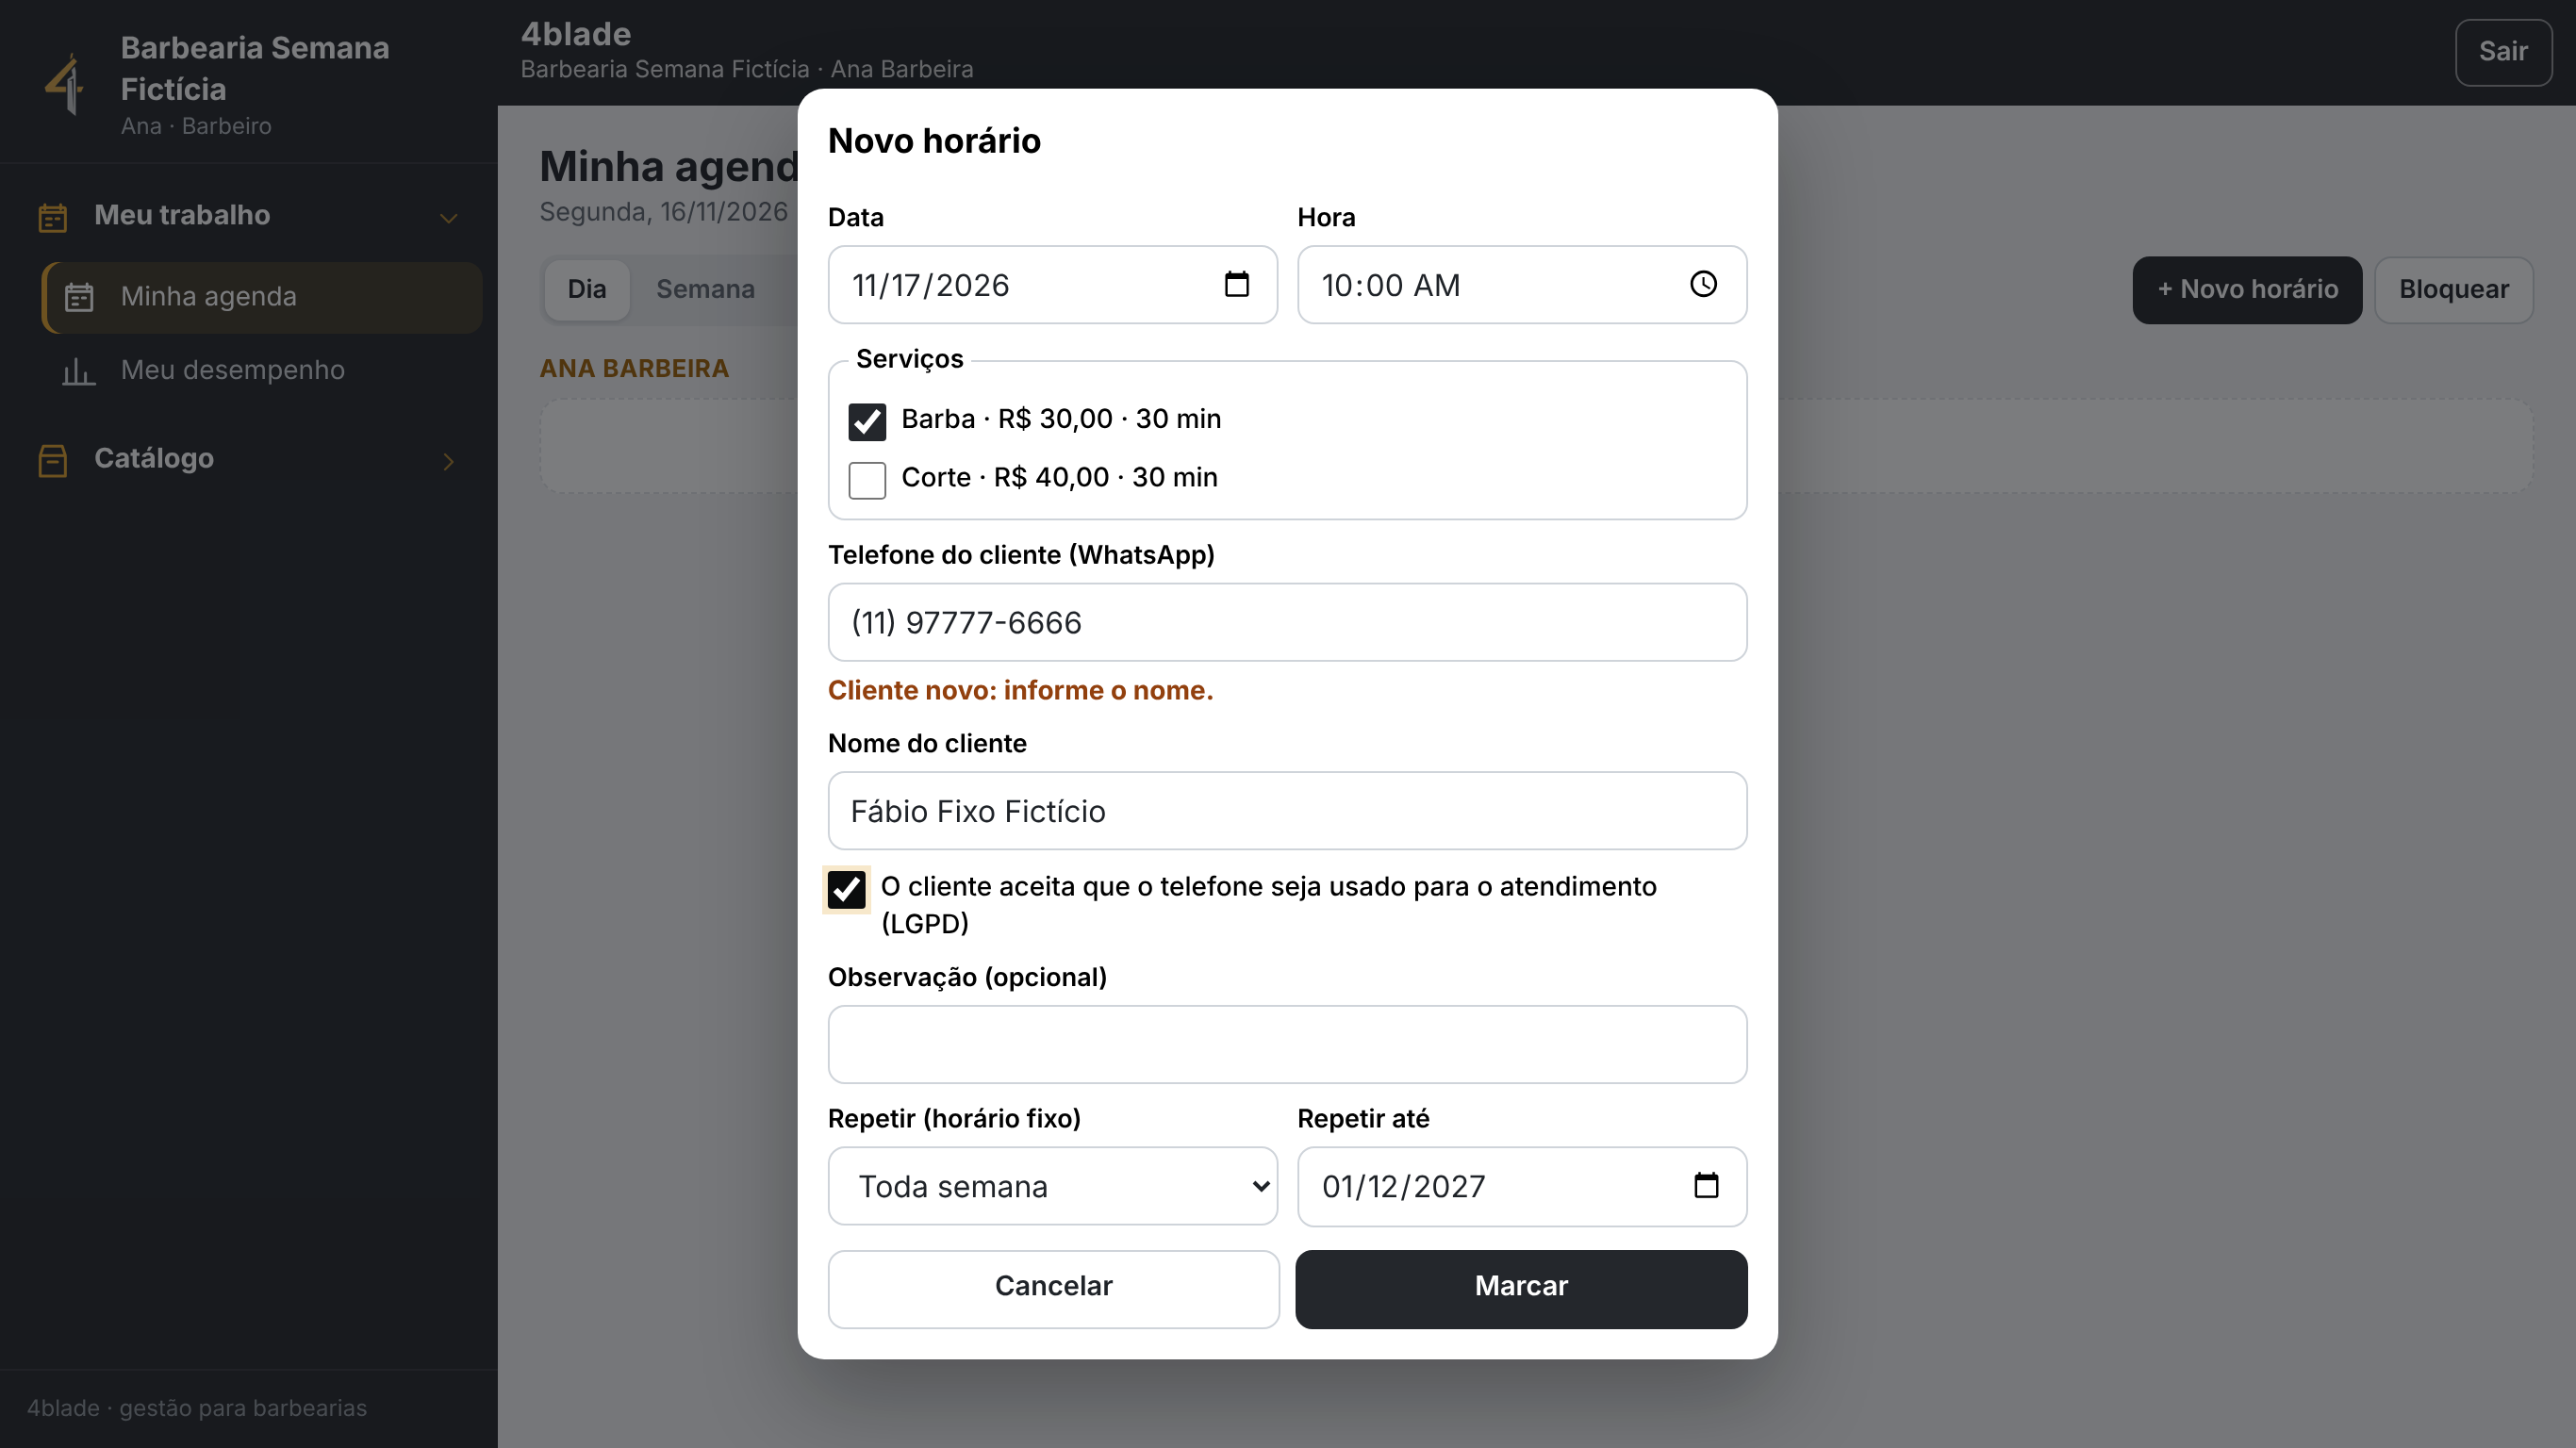 Barbearia Semana
Fictícia
Ana · Barbeiro
Meu trabalho
Minha agenda
Meu desempenho
Catálogo
4blade · gestão para barbearias
4blade
Barbearia Semana Fictícia · Ana Barbeira
Sair
Minha agend
Segunda, 16/11/2026
Dia
Semana
+ Novo horário
Bloquear
ANA BARBEIRA
Novo horário
Data
Hora
11/17/2026
10:00 AM
Serviços
Barba · R$ 30,00 · 30 min
Corte · R$ 40,00 · 30 min
Telefone do cliente (WhatsApp)
(11) 97777-6666
Cliente novo: informe o nome.
Nome do cliente
Fábio Fixo Fictício
O cliente aceita que o telefone seja usado para o atendimento
(LGPD)
Observação (opcional)
Repetir (horário fixo)
Repetir até
Toda semana
01/12/2027
Cancelar
Marcar